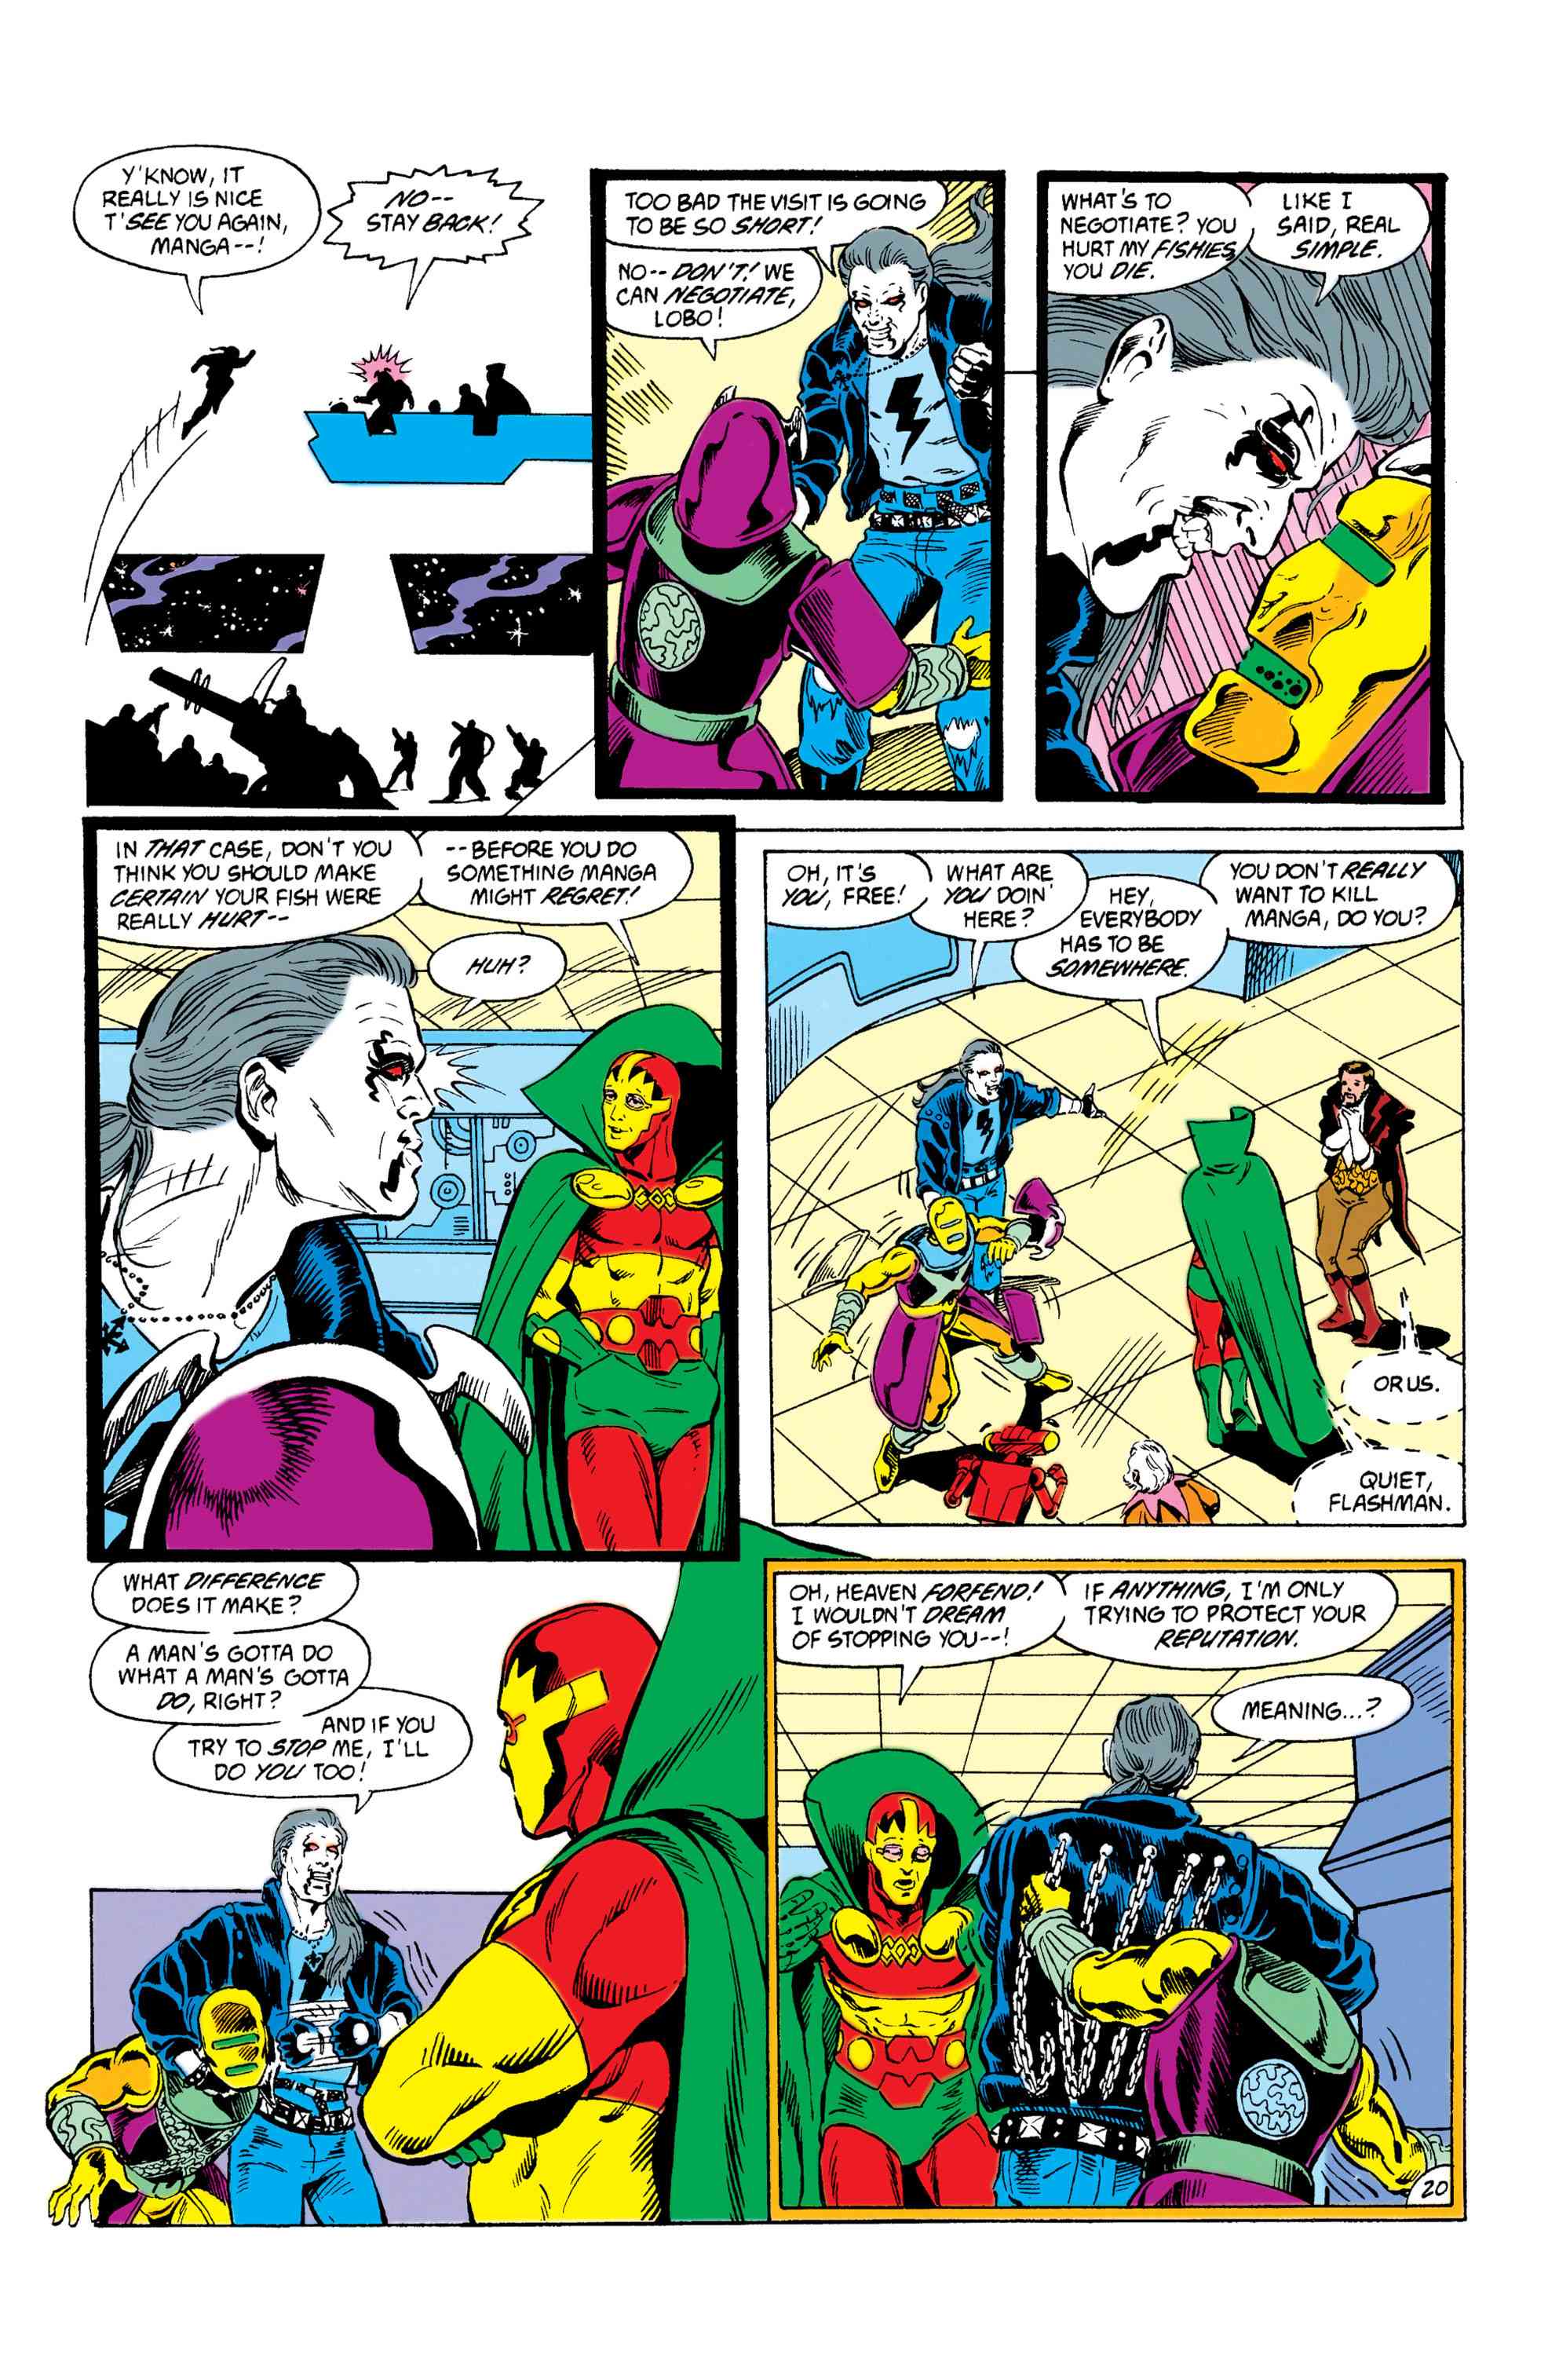 Y'KNOW, IT
REALLY IS NICE
T'SEE YOU AGAIN,
MANGA--!
NO--
STAY BACK!
TOO BAD THE VISIT IS GOING
TO BE SO SHORT!
NO-- DON'T! WE
CAN NEGOTIATE,
LOBO!
WHAT'S TO
NEGOTIATE? YOU
HURT MY FISHIES,
YOU DIE.
LIKE I
SAID, REAL
SIMPLE.
IN THAT CASE, DON'T YOU
THINK YOU SHOULD MAKE
CERTAIN YOUR FISH WERE
REALLY HURT--
--BEFORE YOU DO
SOMETHING MANGA
MIGHT REGRET!
HUH?
OH, IT'S
YOU, FREE!
WHAT ARE
YOU DOIN'
HERE?
HEY,
EVERYBODY
HAS TO BE
SOMEWHERE.
YOU DON'T REALLY
WANT TO KILL
MANGA, DO YOU?
OR US.
QUIET,
FLASHMAN.
WHAT DIFFERENCE
DOES IT MAKE?
A MAN'S GOTTA DO
WHAT A MAN'S GOTTA
DO, RIGHT?
AND IF YOU
TRY TO STOP ME, I'LL
DO YOU TOO!
OH, HEAVEN FORFEND!
I WOULDN'T DREAM
OF STOPPING YOU--!
IF ANYTHING, I'M ONLY
TRYING TO PROTECT YOUR
REPUTATION.
MEANING...?
20